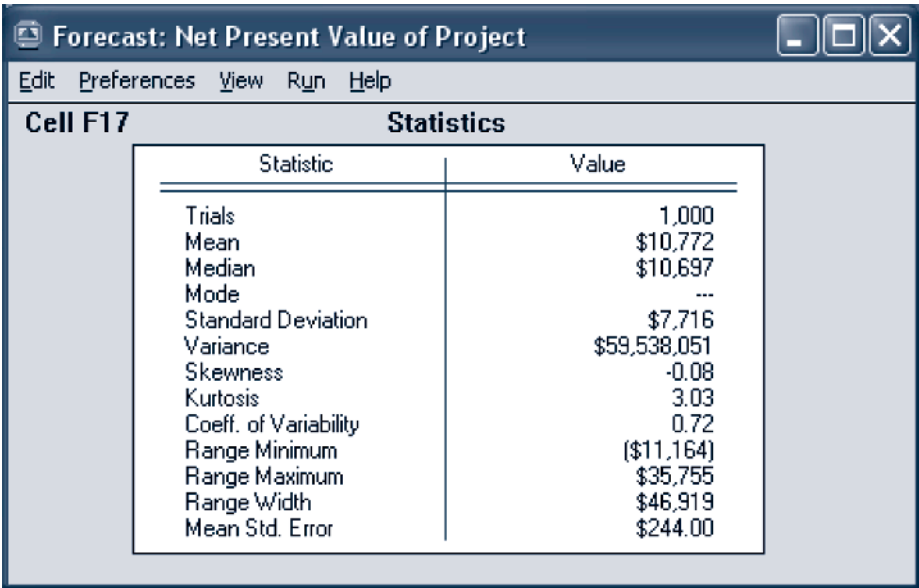 Forecast: Net Present Value of Project
Edit Preferences View Run Help
Cell F17 Statistics
Statistic Value
Trials 1,000
Mean $10,772
Median $10,697
Mode ---
Standard Deviation $7,716
Variance $59,538,051
Skewness -0.08
Kurtosis 3.03
Coeff. of Variability 0.72
Range Minimum ($11,164)
Range Maximum $35,755
Range Width $46,919
Mean Std. Error $244.00